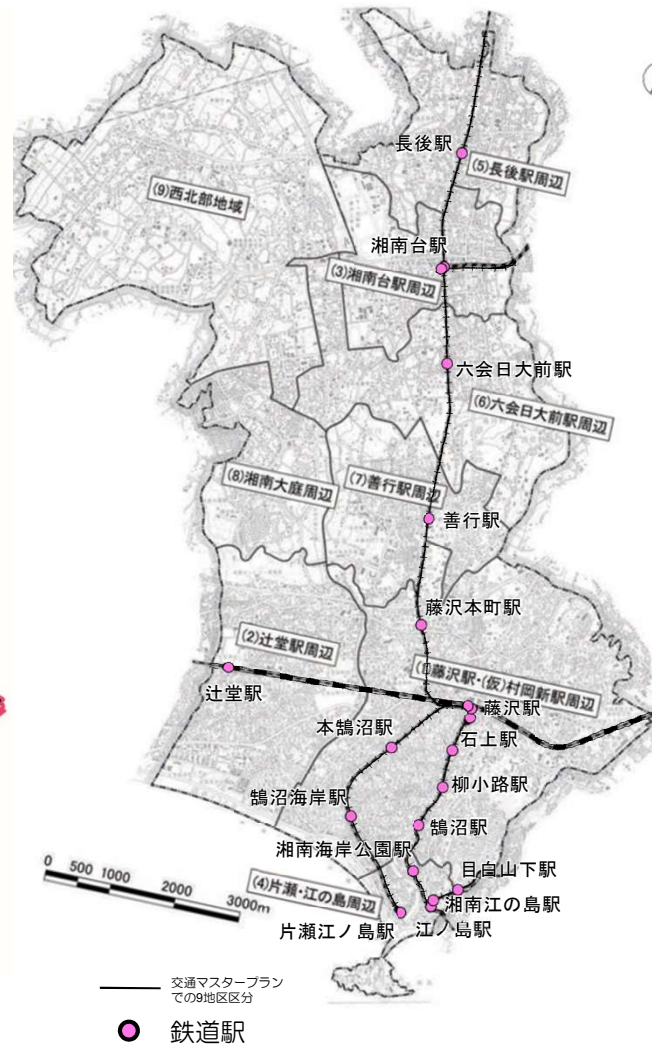 長後駅
(5)長後駅周辺
(9)西北部地域
湘南台駅
(3)湘南台駅周辺
六会日大前駅
(6)六会日大前駅周辺
(8)湘南大庭周辺
(7)善行駅周辺
善行駅
藤沢本町駅
(2)辻堂駅周辺
(1)藤沢駅・(仮)村岡新駅周辺
辻堂駅
藤沢駅
本鵠沼駅
石上駅
柳小路駅
鵠沼海岸駅
鵠沼駅
湘南海岸公園駅
目白山下駅
(4)片瀬・江の島周辺
湘南江の島駅
片瀬江ノ島駅
江ノ島駅
0 500 1000 2000 3000m
交通マスタープラン
での9地区区分
鉄道駅